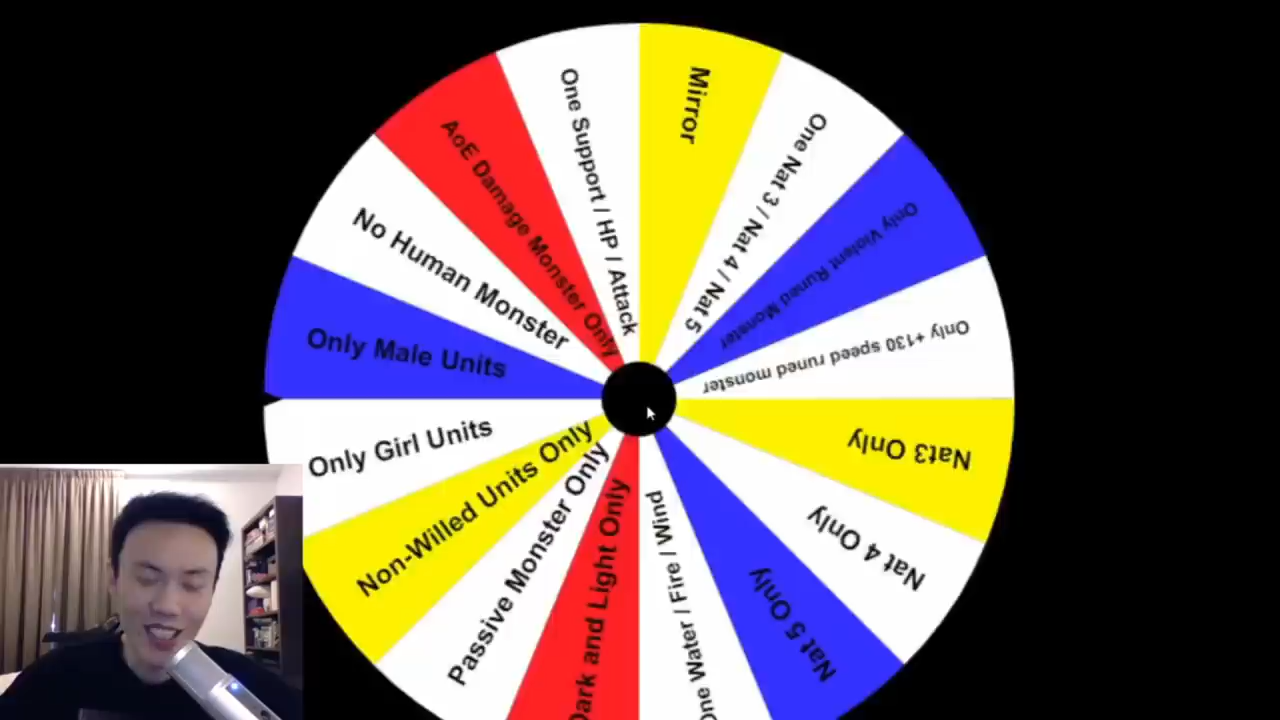 Mirror
One Nat 3 / Nat 4 / Nat 5
Only Violent Runed Monster
Only +130 speed runed monster
Nat3 Only
Nat 4 Only
Nat 5 Only
One Water / Fire / Wind
Dark and Light Only
Passive Monster Only
Non-Willed Units Only
Only Girl Units
Only Male Units
No Human Monster
AoE Damage Monster Only
One Support / HP / Attack